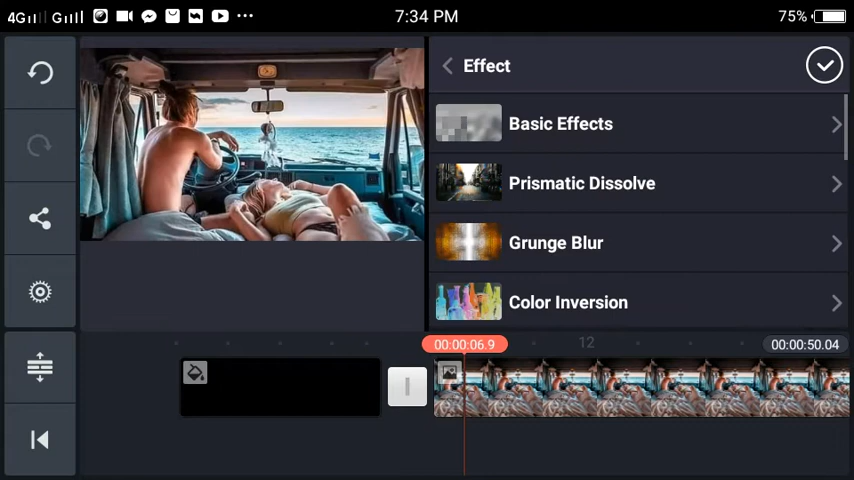 4G G 7:34 PM 75%
Effect
Basic Effects
Prismatic Dissolve
Grunge Blur
Color Inversion
00:00:06.9 12 00:00:50.04